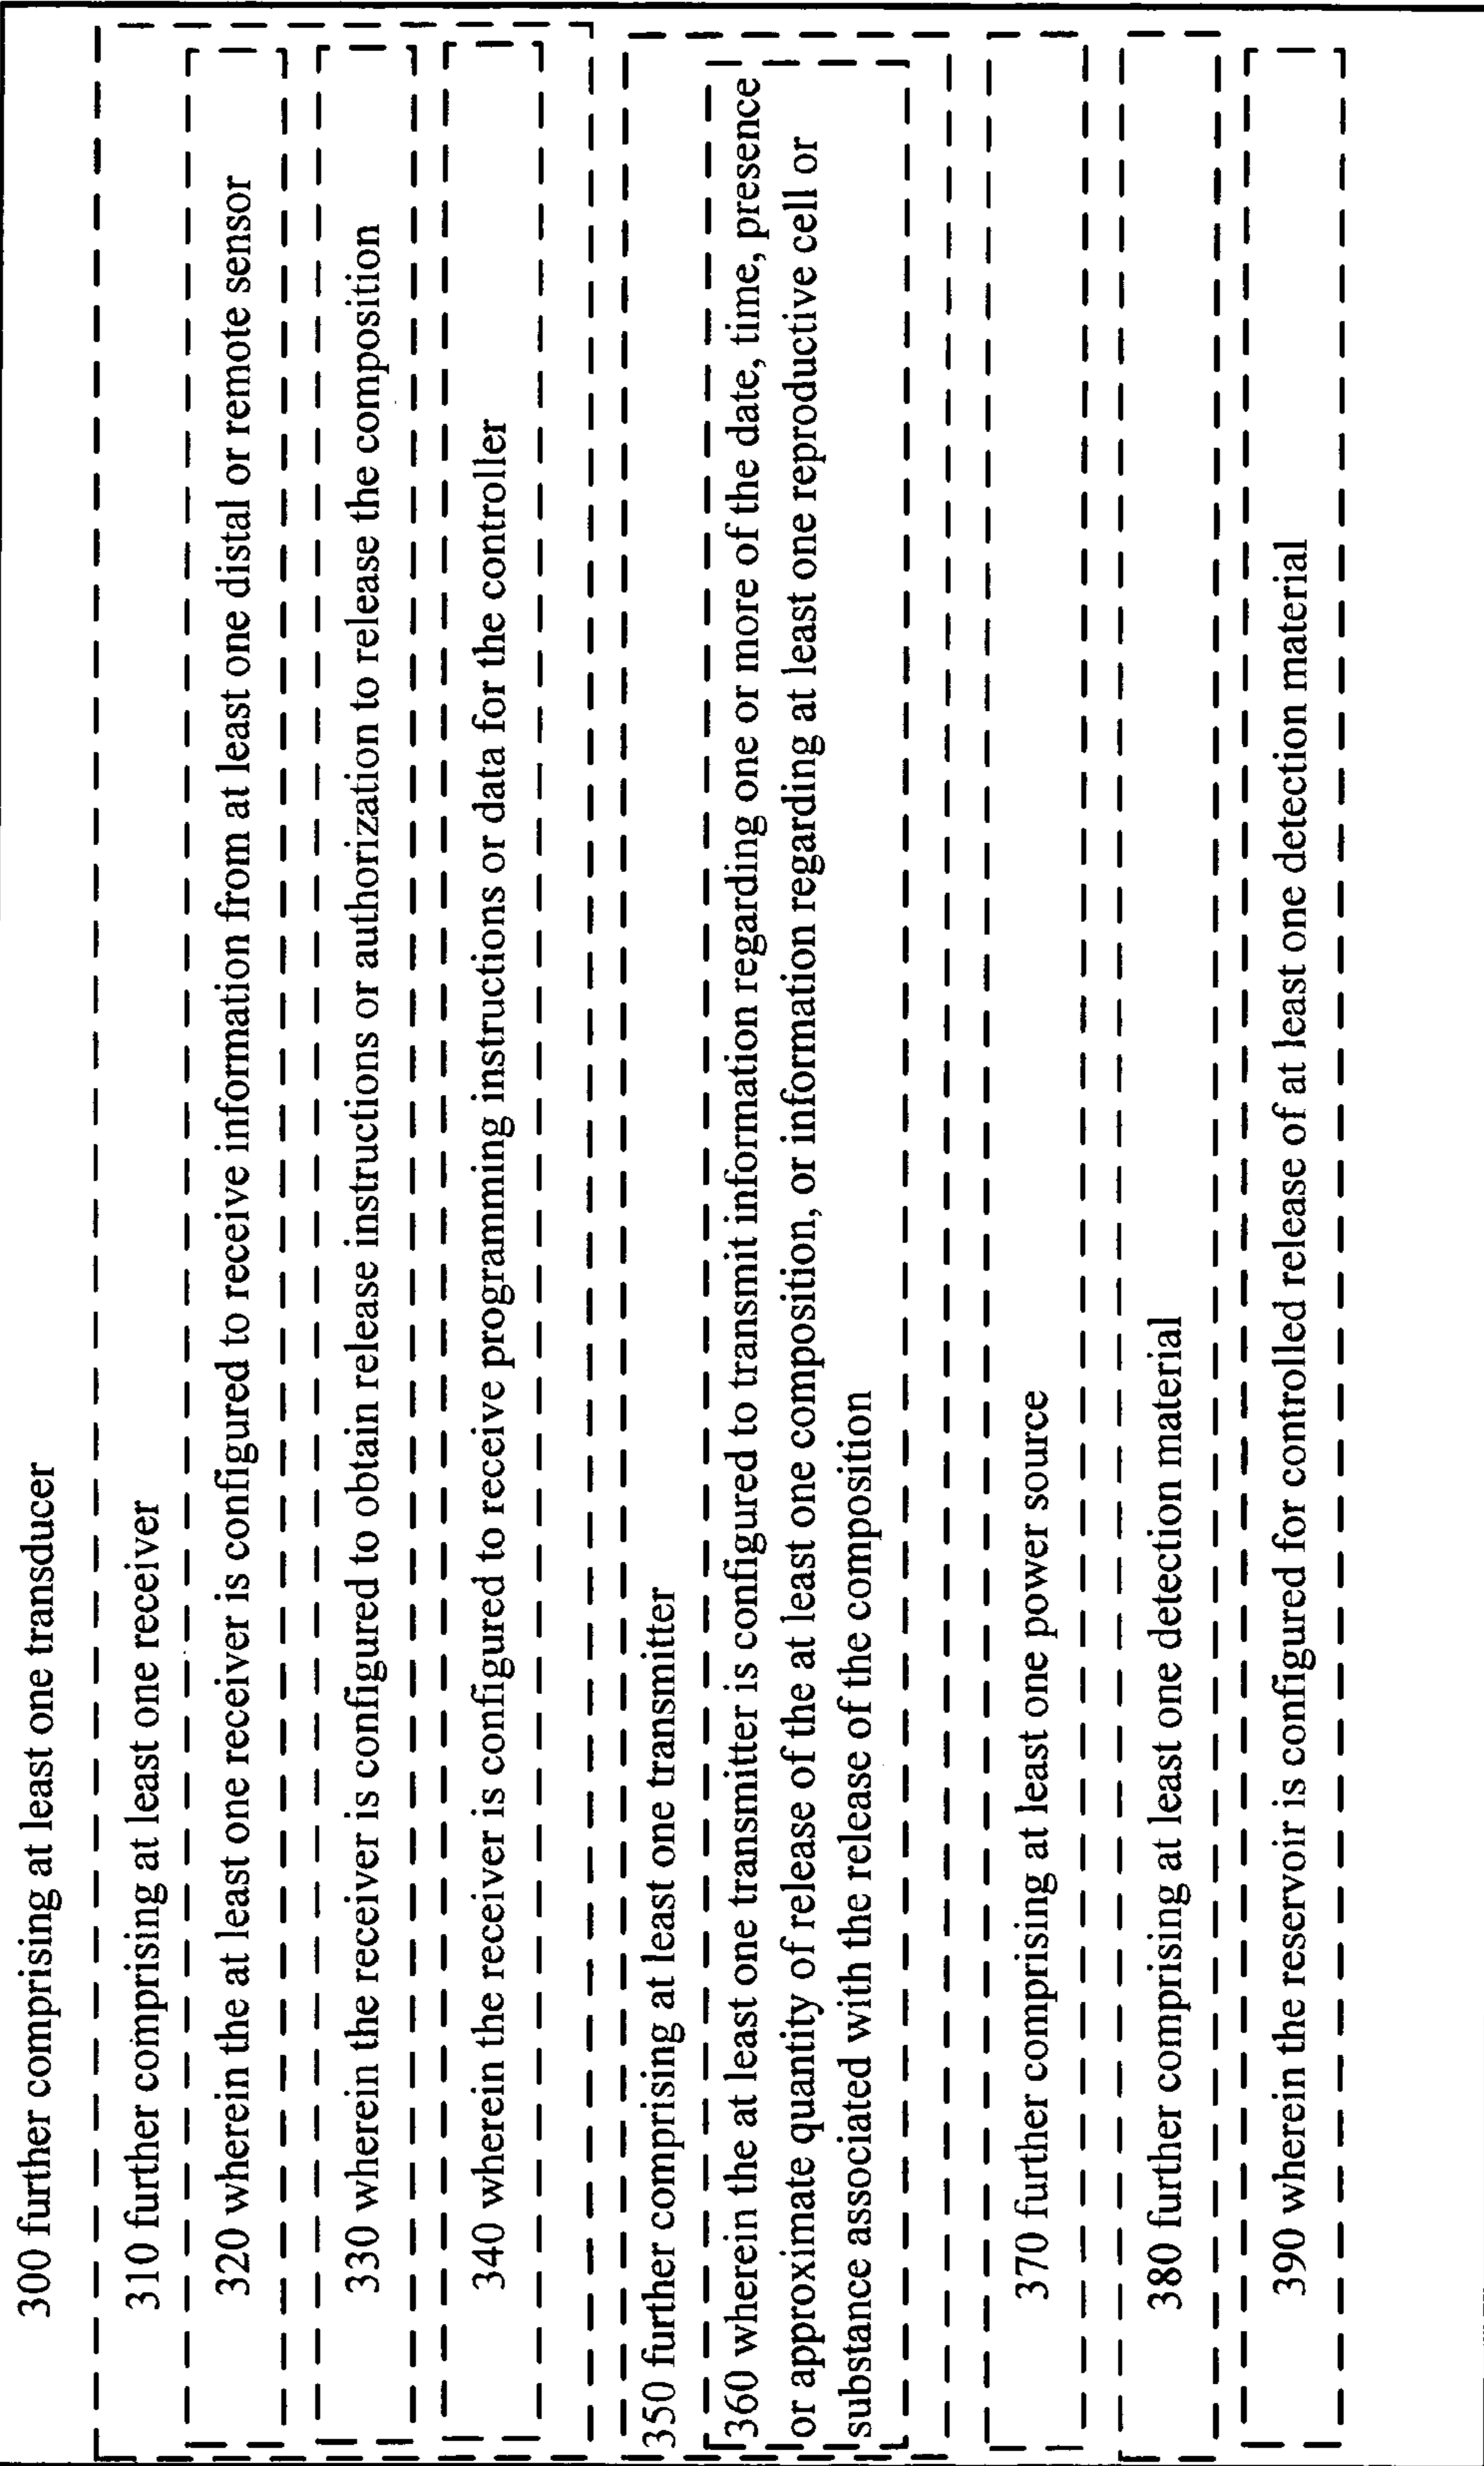 300 further comprising at least one transducer
310 further comprising at least one receiver
320 wherein the at least one receiver is configured to receive information from at least one distal or remote sensor
330 wherein the receiver is configured to obtain release instructions or authorization to release the composition
340 wherein the receiver is configured to receive programming instructions or data for the controller
350 further comprising at least one transmitter
360 wherein the at least one transmitter is configured to transmit information regarding one or more of the date, time, presence
or approximate quantity of release of the at least one composition, or information regarding at least one reproductive cell or
substance associated with the release of the composition
370 further comprising at least one power source
380 further comprising at least one detection material
390 wherein the reservoir is configured for controlled release of at least one detection material